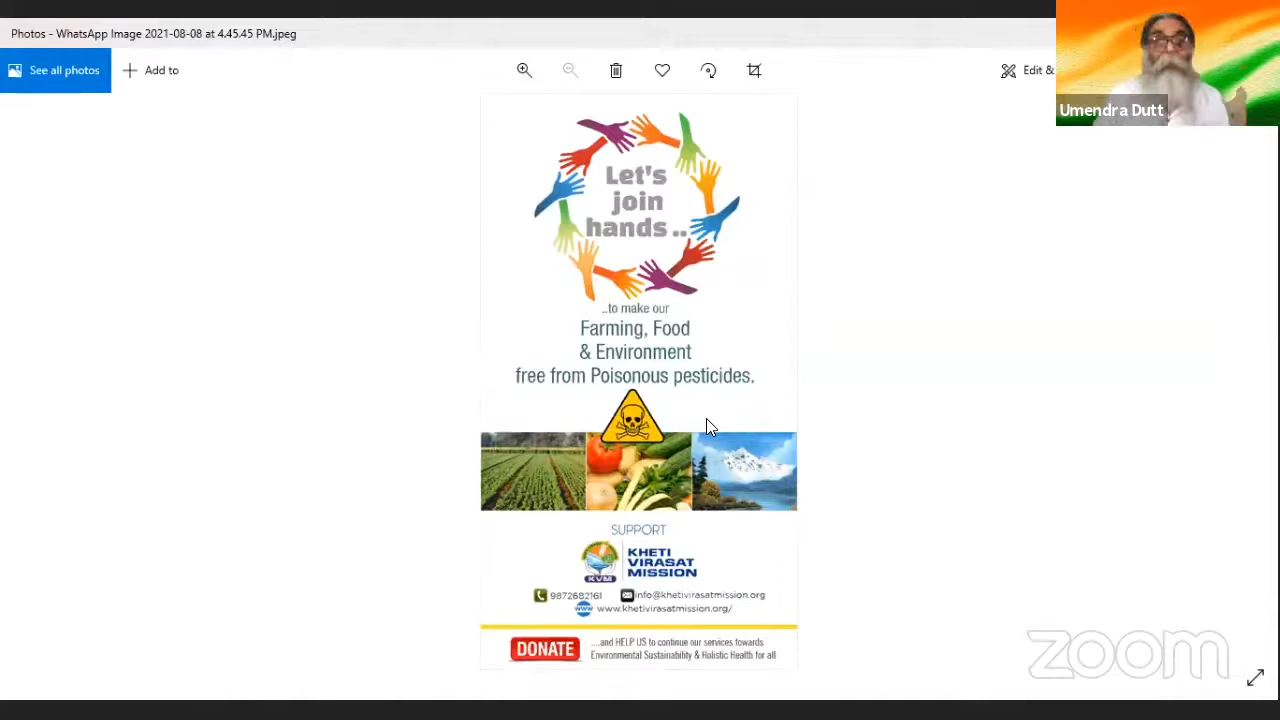 Photos - WhatsApp Image 2021-08-08 at 4.45.45 PM.jpeg
See all photos
Add to
Edit &
Umendra Dutt
Let's
join
hands ..
..to make our
Farming, Food
& Environment
free from Poisonous pesticides.
SUPPORT
KVM
KHETI
VIRASAT
MISSION
9872682161 info@khetivirasatmission.org
www www.khetivirasatmission.org/
DONATE
....and HELP US to continue our services towards
Environmental Sustainability & Holistic Health for all
zoom